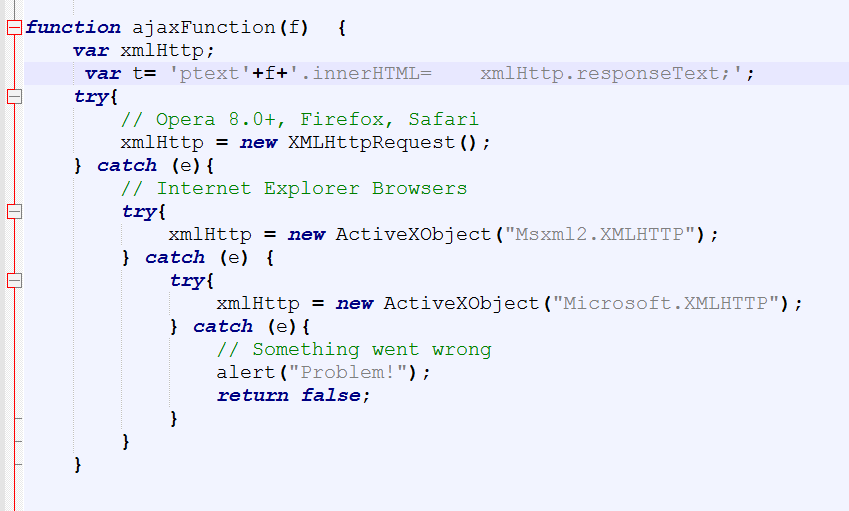 function ajaxFunction(f)  {
    var xmlHttp;
     var t= 'ptext'+f+'.innerHTML=    xmlHttp.responseText;';
    try{
        // Opera 8.0+, Firefox, Safari
        xmlHttp = new XMLHttpRequest();
    } catch (e){
        // Internet Explorer Browsers
        try{
            xmlHttp = new ActiveXObject("Msxml2.XMLHTTP");
        } catch (e) {
            try{
                xmlHttp = new ActiveXObject("Microsoft.XMLHTTP");
            } catch (e){
                // Something went wrong
                alert("Problem!");
                return false;
            }
        }
    }